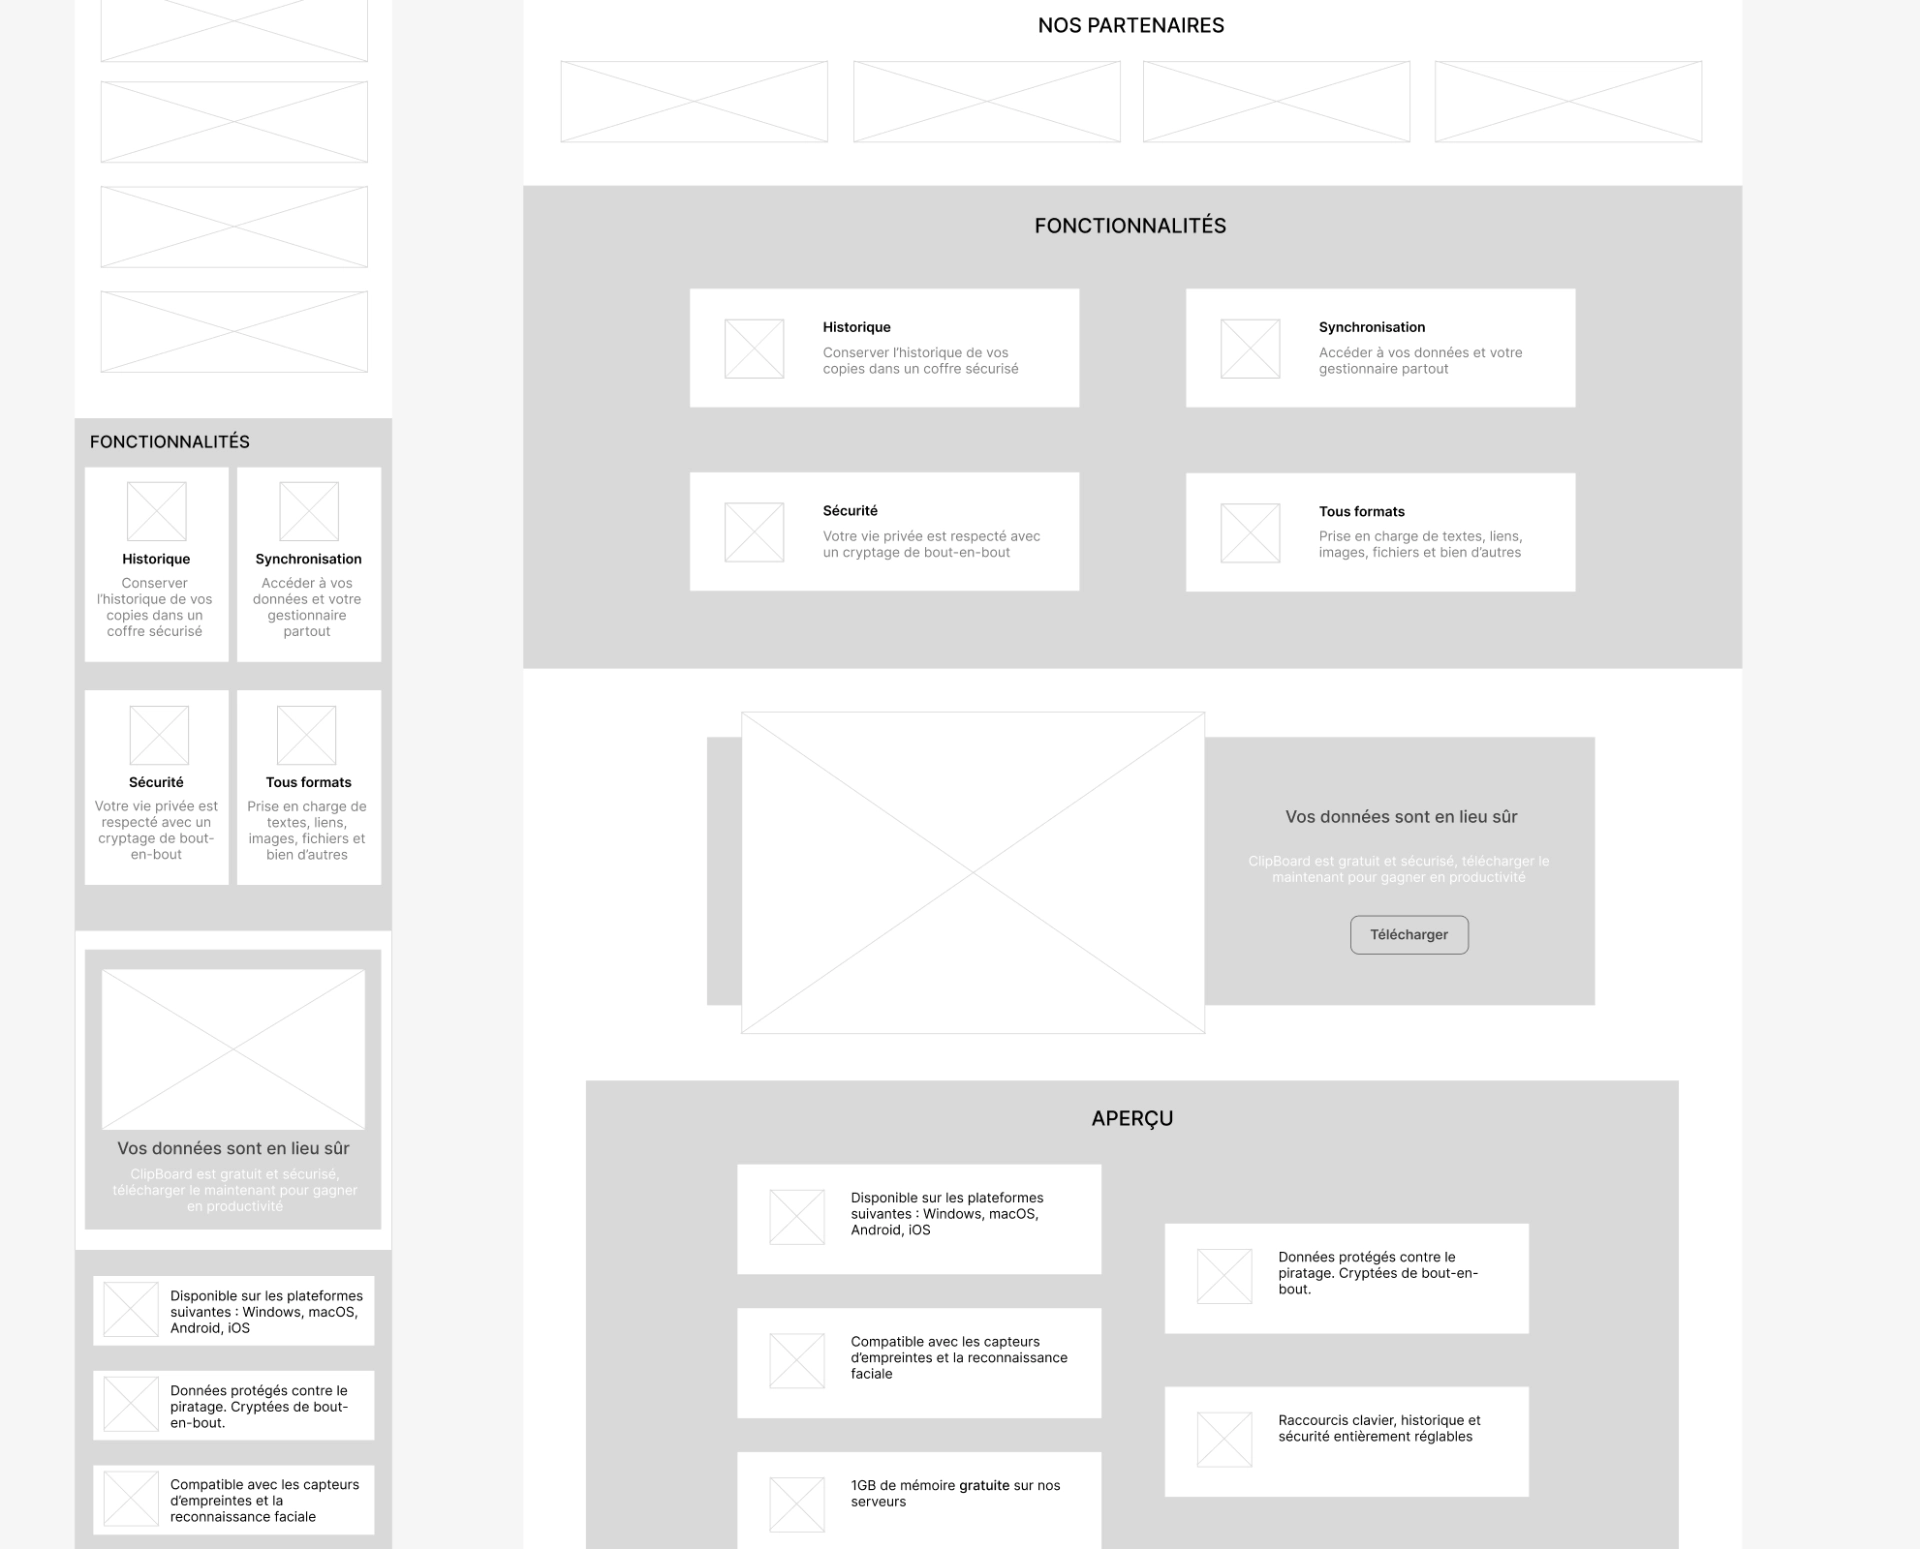 FONCTIONNALITÉS
Historique
Conserver
l'historique de vos
copies dans un
coffre sécurisé
Synchronisation
Accéder à vos
données et votre
gestionnaire
partout
Sécurité
Votre vie privée est
respecté avec un
cryptage de bout-
en-bout
Tous formats
Prise en charge de
textes, liens,
images, fichiers et
bien d'autres
Vos données sont en lieu sûr
ClipBoard est gratuit et sécurisé,
télécharger le maintenant pour gagner
en productivité
Disponible sur les plateformes
suivantes : Windows, macOS,
Android, iOS
Données protégés contre le
piratage. Cryptées de bout-
en-bout.
Compatible avec les capteurs
d'empreintes et la
reconnaissance faciale
NOS PARTENAIRES
FONCTIONNALITÉS
Historique
Conserver l'historique de vos
copies dans un coffre sécurisé
Synchronisation
Accéder à vos données et votre
gestionnaire partout
Sécurité
Votre vie privée est respecté avec
un cryptage de bout-en-bout
Tous formats
Prise en charge de textes, liens,
images, fichiers et bien d'autres
Vos données sont en lieu sûr
ClipBoard est gratuit et sécurisé, télécharger le
maintenant pour gagner en productivité
Télécharger
APERÇU
Disponible sur les plateformes
suivantes : Windows, macOS,
Android, iOS
Données protégés contre le
piratage. Cryptées de bout-en-
bout.
Compatible avec les capteurs
d'empreintes et la reconnaissance
faciale
Raccourcis clavier, historique et
sécurité entièrement réglables
1GB de mémoire gratuite sur nos
serveurs